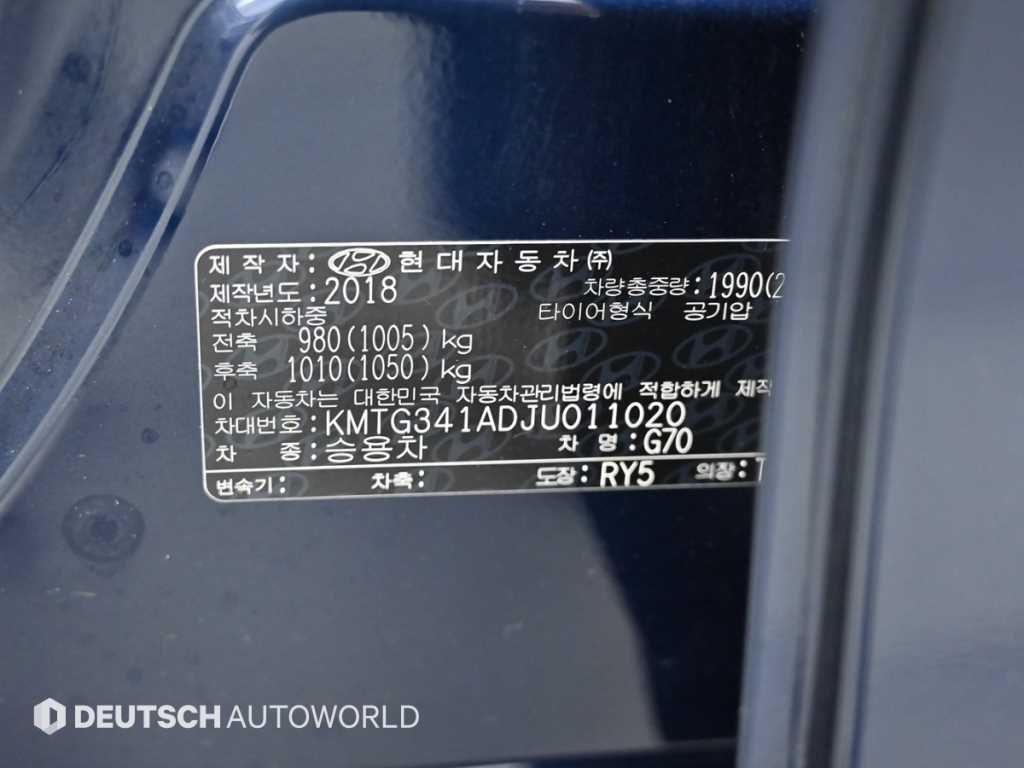 제 작 자 : 현대자동차㈜
제작년도 : 2018 차량총중량 : 1990(2
적차시하중 타이어형식 공기압
전축 980(1005) kg
후축 1010(1050) kg
이 자동차는 대한민국 자동차관리법령에 적합하게 제작
차대번호 : KMTG341ADJU011020
차 종 : 승용차 차 명 : G70
변속기 : 차축 : 도장 : RY5 의장 : T
DEUTSCH AUTOWORLD